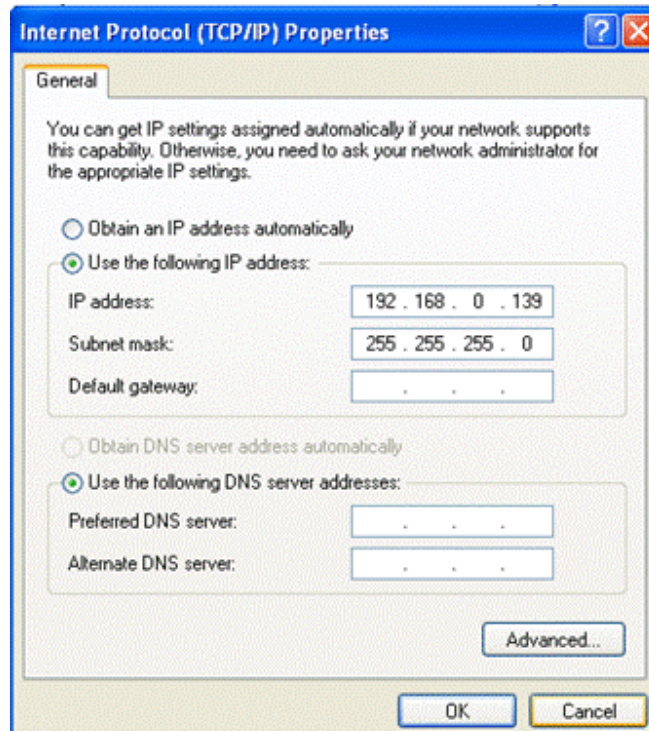 Internet Protocol (TCP/IP) Properties
General
You can get IP settings assigned automatically if your network supports
this capability. Otherwise, you need to ask your network administrator for
the appropriate IP settings.
Obtain an IP address automatically
Use the following IP address:
IP address: 192 . 168 . 0 . 139
Subnet mask: 255 . 255 . 255 . 0
Default gateway: . . .
Obtain DNS server address automatically
Use the following DNS server addresses:
Preferred DNS server: . . .
Alternate DNS server: . . .
Advanced...
OK Cancel